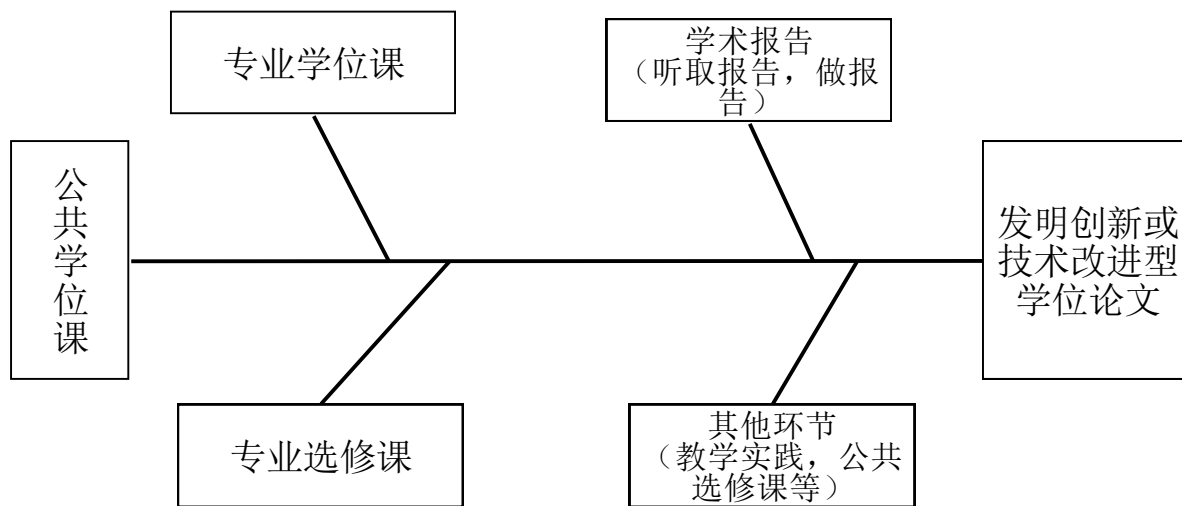 专业学位课
学术报告
（听取报告，做报
告）
公
共
学
位
课
发明创新或
技术改进型
学位论文
专业选修课
其他环节
（教学实践，公共
选修课等）